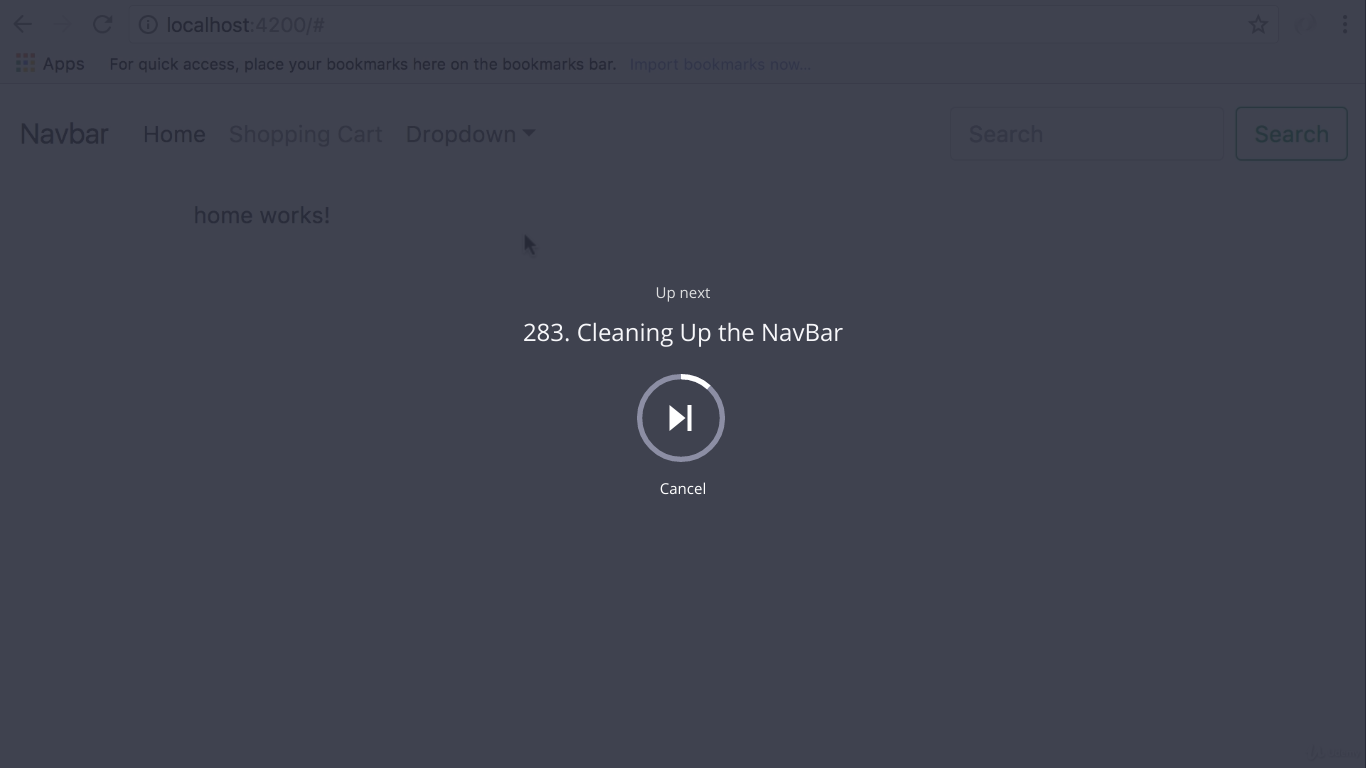 localhost:4200/#
Apps For quick access, place your bookmarks here on the bookmarks bar. Import bookmarks now...
Navbar Home Shopping Cart Dropdown Search Search
home works!
Up next
283. Cleaning Up the NavBar
Cancel